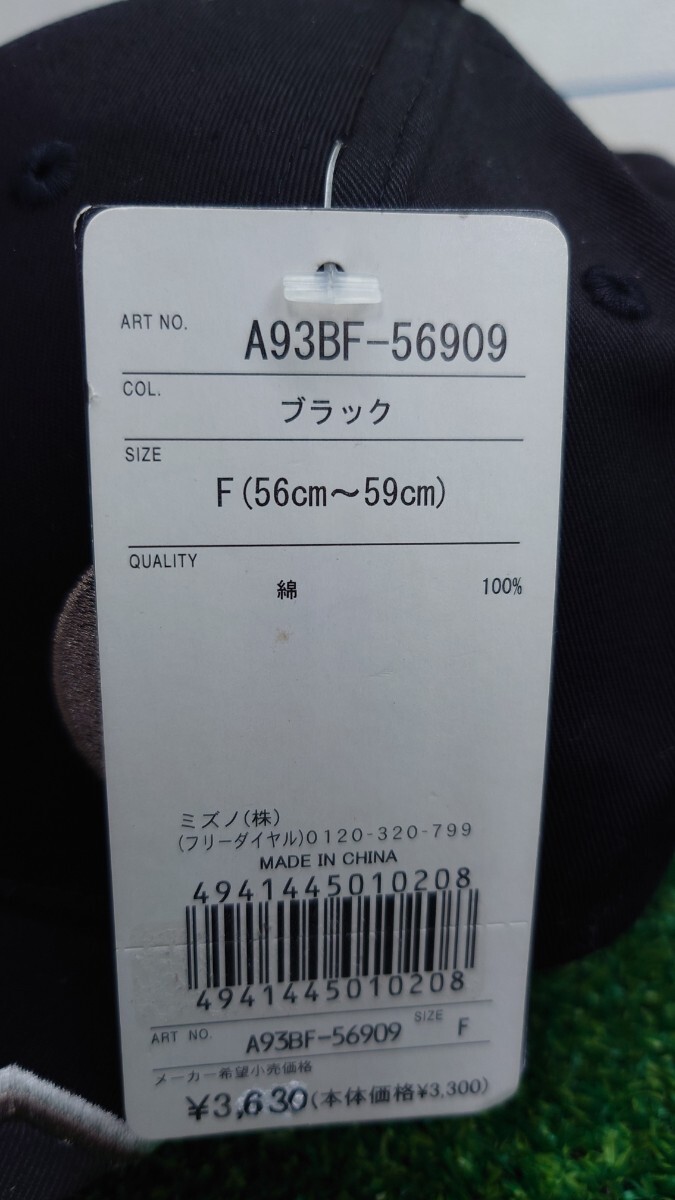 ART NO.
A93BF-56909
COL.
ブラック
SIZE
F(56cm～59cm)
QUALITY
綿 100%
ミズノ(株)
(フリーダイヤル)0120-320-799
MADE IN CHINA
4941445010208
4941445010208
ART NO. A93BF-56909 SIZE F
メーカー希望小売価格
¥3,630(本体価格¥3,300)